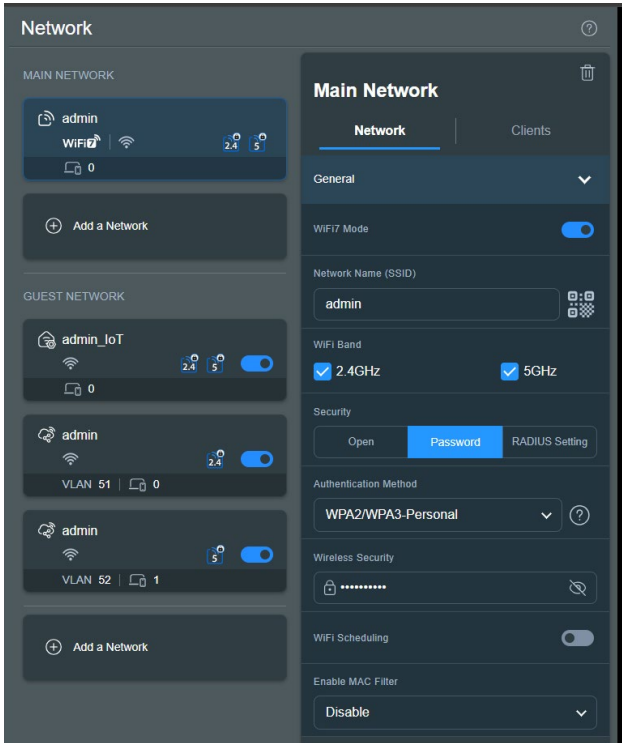 Network
MAIN NETWORK
admin
WiFi 7
2.4 5
0
Add a Network
GUEST NETWORK
admin_IoT
2.4 5
0
admin
2.4
VLAN 51 0
admin
5
VLAN 52 1
Add a Network
Main Network
Network Clients
General
WiFi7 Mode
Network Name (SSID)
admin
WiFi Band
2.4GHz 5GHz
Security
Open Password RADIUS Setting
Authentication Method
WPA2/WPA3-Personal
Wireless Security
••••••••••
WiFi Scheduling
Enable MAC Filter
Disable